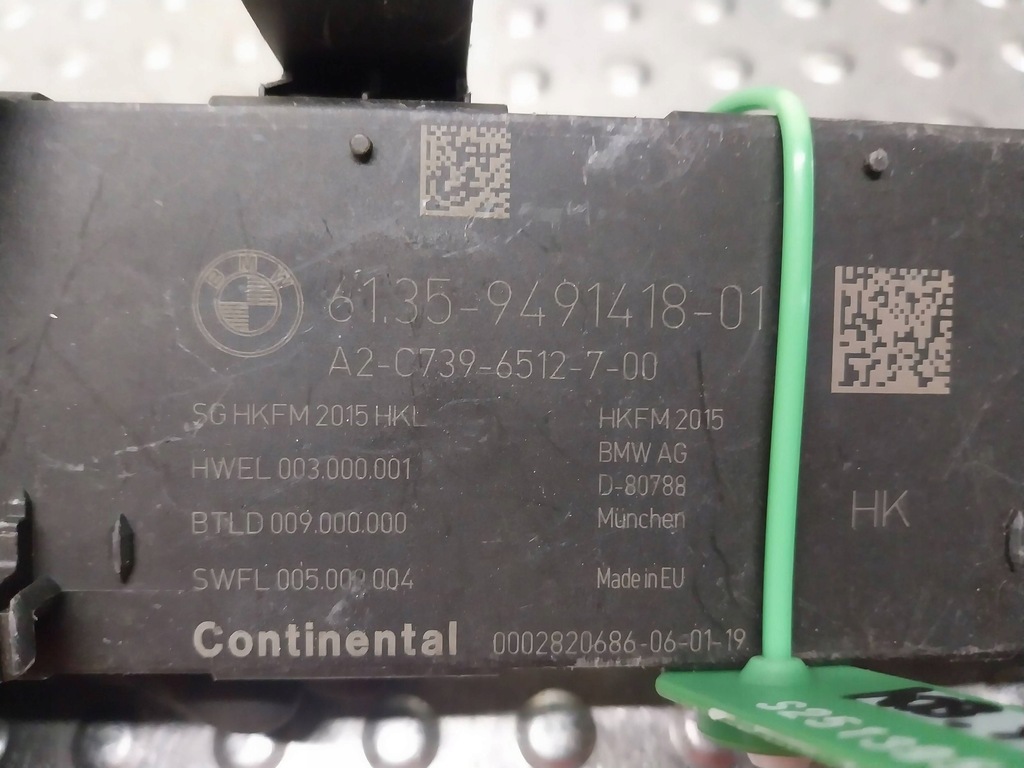 BMW
61.35-9491418-01
A2-C739-6512-7-00
SG HKFM 2015 HKL
HWEL 003.000.001
BTLD 009.000.000
SWFL 005.002.004
HKFM 2015
BMW AG
D-80788
München
Made in EU
HK
Continental 0002820686-06-01-19